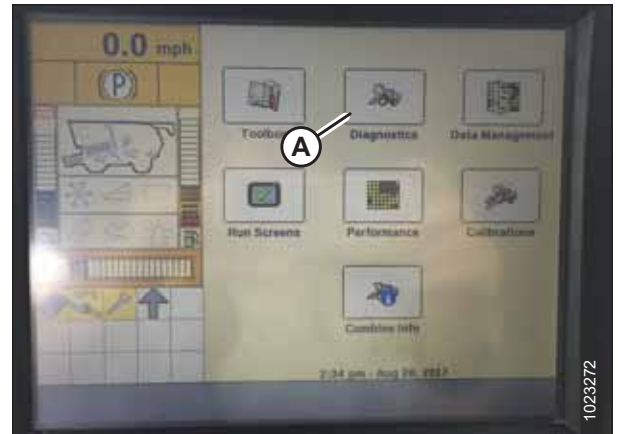 0.0 mph
(P)
Toolbox
Diagnostics
Data Management
A
Run Screens
Performance
Calibrations
Combine Info
2:34 pm - Aug 26, 2017
1023272